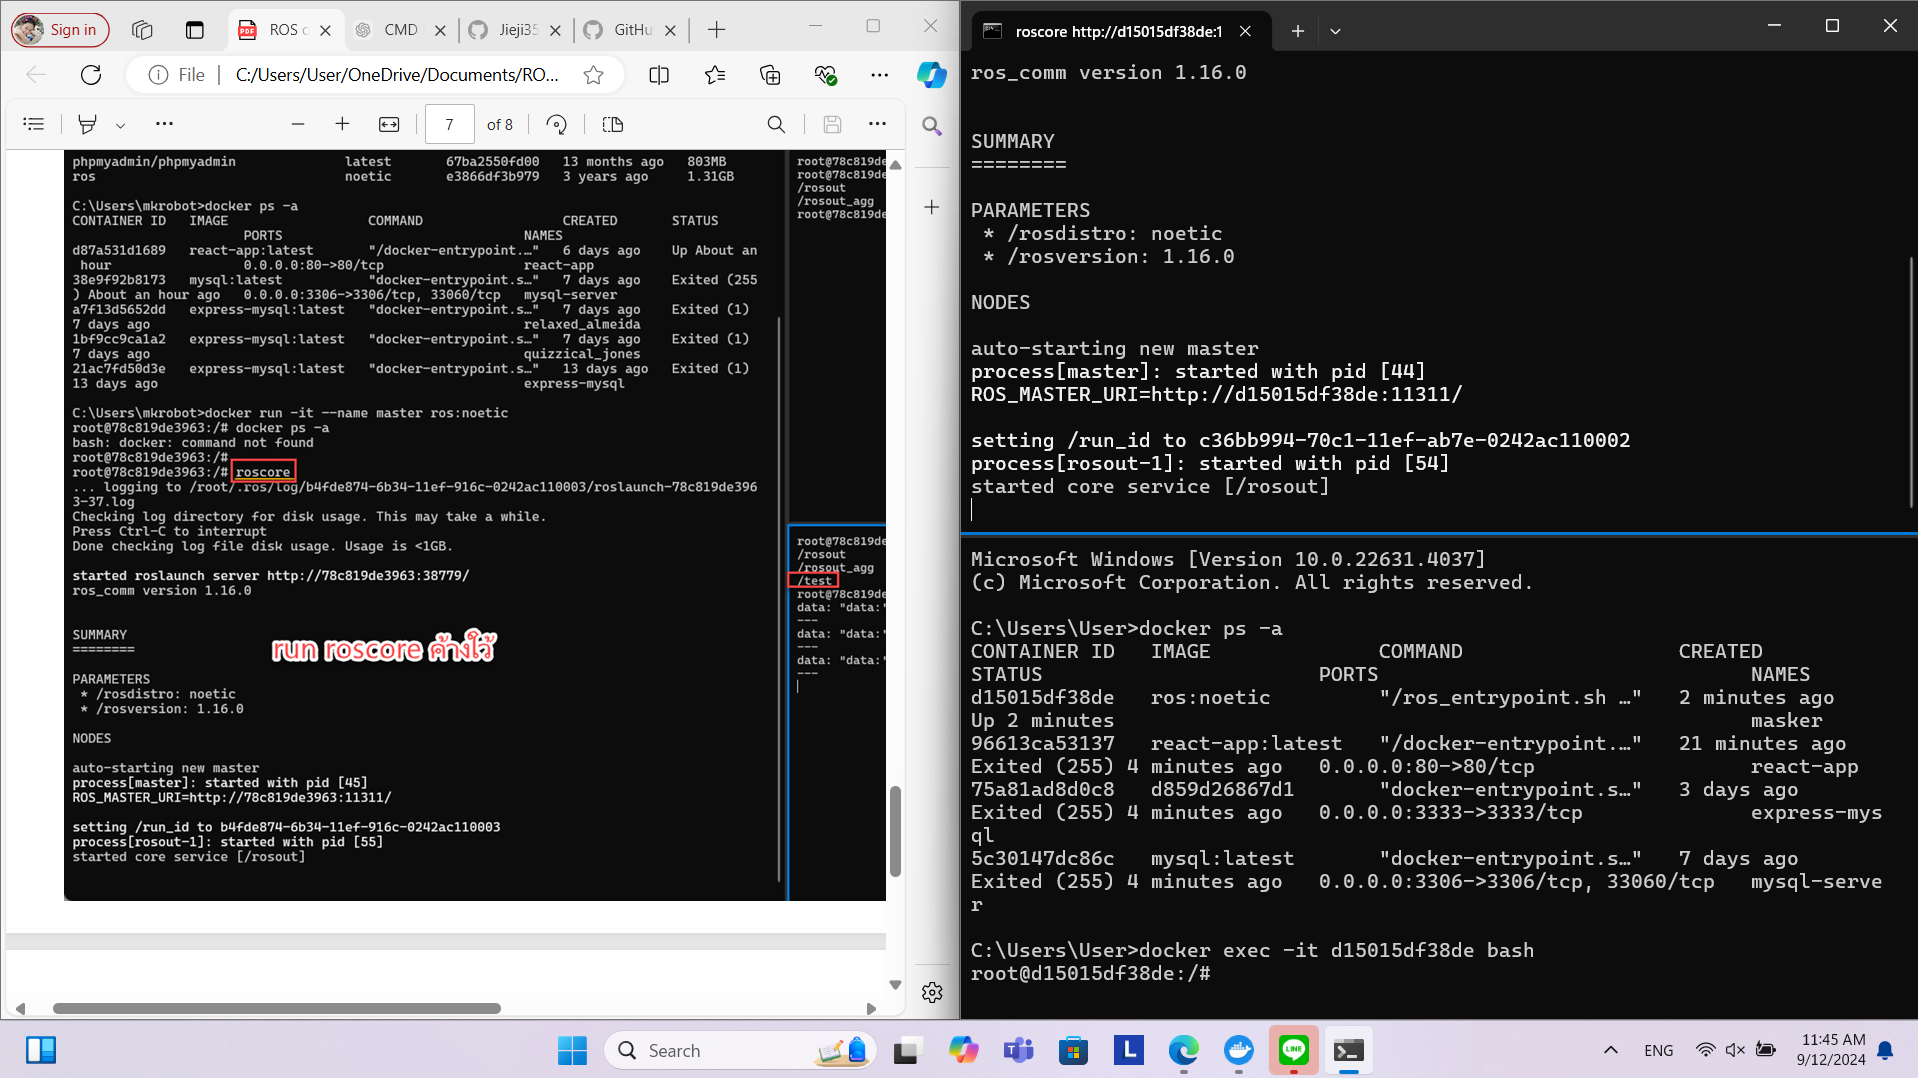 Sign in
ROS c
CMD
Jieji35
GitHu
File
C:/Users/User/OneDrive/Documents/RO...
7
of 8
phpmyadmin/phpmyadmin latest 67ba2550fd00 13 months ago 803MB
ros noetic e3866df3b979 3 years ago 1.31GB
C:\Users\mkrobot>docker ps -a
CONTAINER ID IMAGE COMMAND CREATED STATUS
PORTS NAMES
d87a531d1689 react-app:latest "/docker-entrypoint.…" 6 days ago Up About an
hour 0.0.0.0:80->80/tcp react-app
38e9f92b8173 mysql:latest "docker-entrypoint.s…" 7 days ago Exited (255
) About an hour ago 0.0.0.0:3306->3306/tcp, 33060/tcp mysql-server
a7f13d5652dd express-mysql:latest "docker-entrypoint.s…" 7 days ago Exited (1)
7 days ago relaxed_almeida
1bf9cc9ca1a2 express-mysql:latest "docker-entrypoint.s…" 7 days ago Exited (1)
7 days ago quizzical_jones
21ac7fd50d3e express-mysql:latest "docker-entrypoint.s…" 13 days ago Exited (1)
13 days ago express-mysql
C:\Users\mkrobot>docker run -it --name master ros:noetic
root@78c819de3963:/# docker ps -a
bash: docker: command not found
root@78c819de3963:/#
root@78c819de3963:/# roscore
... logging to /root/.ros/log/b4fde874-6b34-11ef-916c-0242ac110003/roslaunch-78c819de396
3-37.log
Checking log directory for disk usage. This may take a while.
Press Ctrl-C to interrupt
Done checking log file disk usage. Usage is <1GB.
started roslaunch server http://78c819de3963:38779/
ros_comm version 1.16.0
SUMMARY
========
run roscore ค้างใว้
PARAMETERS
* /rosdistro: noetic
* /rosversion: 1.16.0
NODES
auto-starting new master
process[master]: started with pid [45]
ROS_MASTER_URI=http://78c819de3963:11311/
setting /run_id to b4fde874-6b34-11ef-916c-0242ac110003
process[rosout-1]: started with pid [55]
started core service [/rosout]
root@78c819de
root@78c819de
/rosout
/rosout_agg
root@78c819de
root@78c819de
/rosout
/rosout_agg
/test
root@78c819de
data: "data:'
---
data: "data:'
---
data: "data:'
---
roscore http://d15015df38de:1
ros_comm version 1.16.0
SUMMARY
========
PARAMETERS
* /rosdistro: noetic
* /rosversion: 1.16.0
NODES
auto-starting new master
process[master]: started with pid [44]
ROS_MASTER_URI=http://d15015df38de:11311/
setting /run_id to c36bb994-70c1-11ef-ab7e-0242ac110002
process[rosout-1]: started with pid [54]
started core service [/rosout]
Microsoft Windows [Version 10.0.22631.4037]
(c) Microsoft Corporation. All rights reserved.
C:\Users\User>docker ps -a
CONTAINER ID IMAGE COMMAND CREATED
STATUS PORTS NAMES
d15015df38de ros:noetic "/ros_entrypoint.sh …" 2 minutes ago
Up 2 minutes masker
96613ca53137 react-app:latest "/docker-entrypoint.…" 21 minutes ago
Exited (255) 4 minutes ago 0.0.0.0:80->80/tcp react-app
75a81ad8d0c8 d859d26867d1 "docker-entrypoint.s…" 3 days ago
Exited (255) 4 minutes ago 0.0.0.0:3333->3333/tcp express-mys
ql
5c30147dc86c mysql:latest "docker-entrypoint.s…" 7 days ago
Exited (255) 4 minutes ago 0.0.0.0:3306->3306/tcp, 33060/tcp mysql-serve
r
C:\Users\User>docker exec -it d15015df38de bash
root@d15015df38de:/#
Search
L
LINE
ENG
11:45 AM
9/12/2024